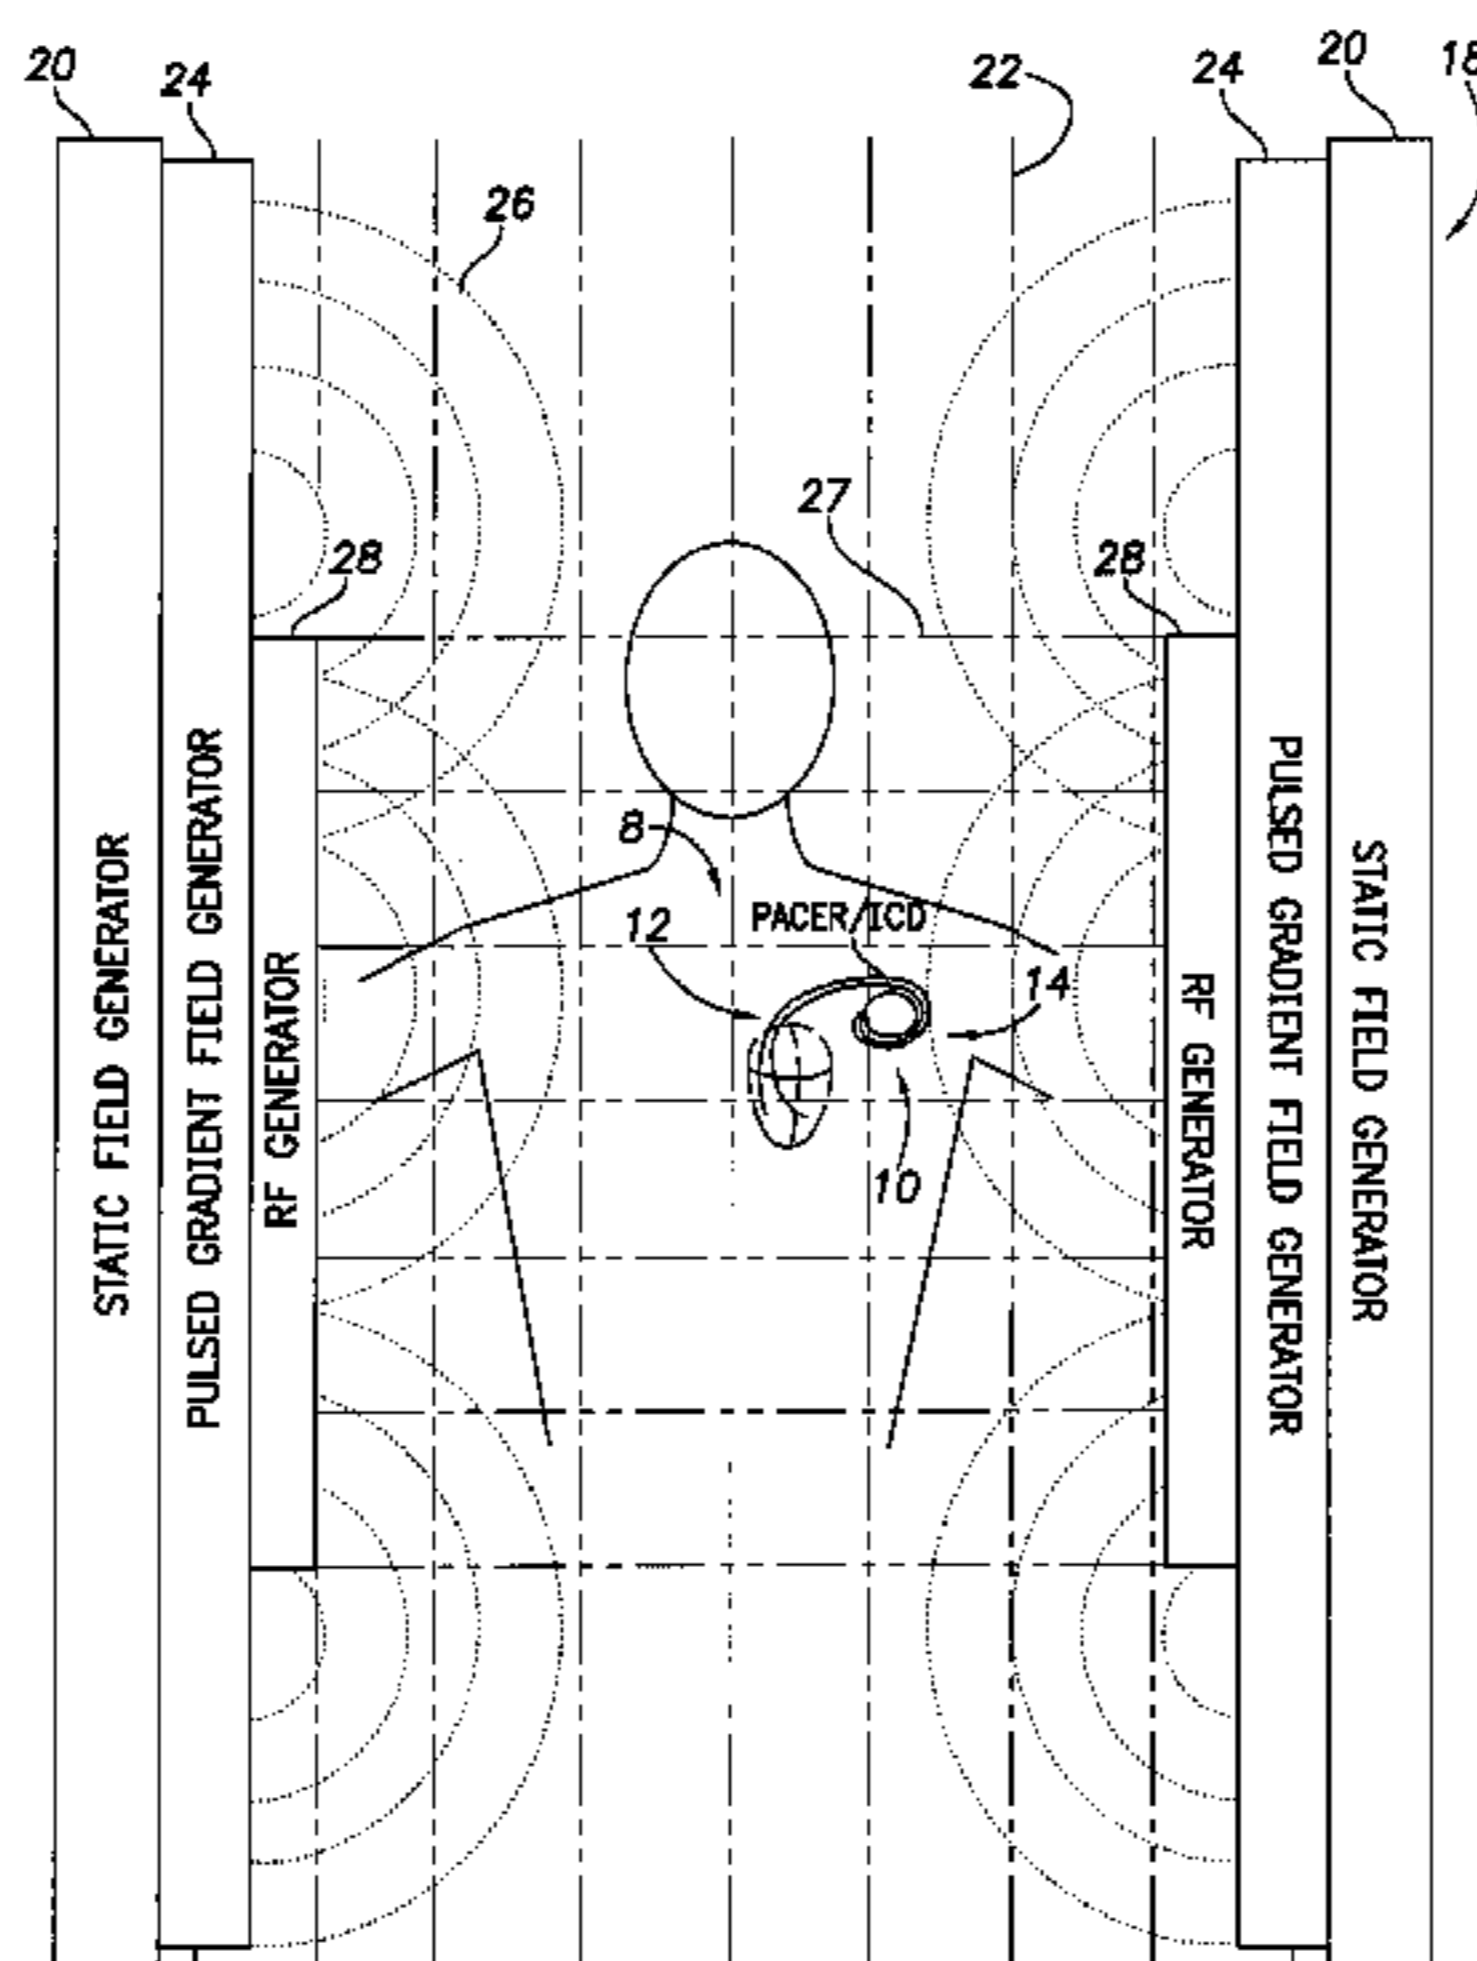 20
24
22
24
20
18
26
27
28
28
8
12
PACER/ICD
14
10
STATIC FIELD GENERATOR
PULSED GRADIENT FIELD GENERATOR
RF GENERATOR
RF GENERATOR
PULSED GRADIENT FIELD GENERATOR
STATIC FIELD GENERATOR